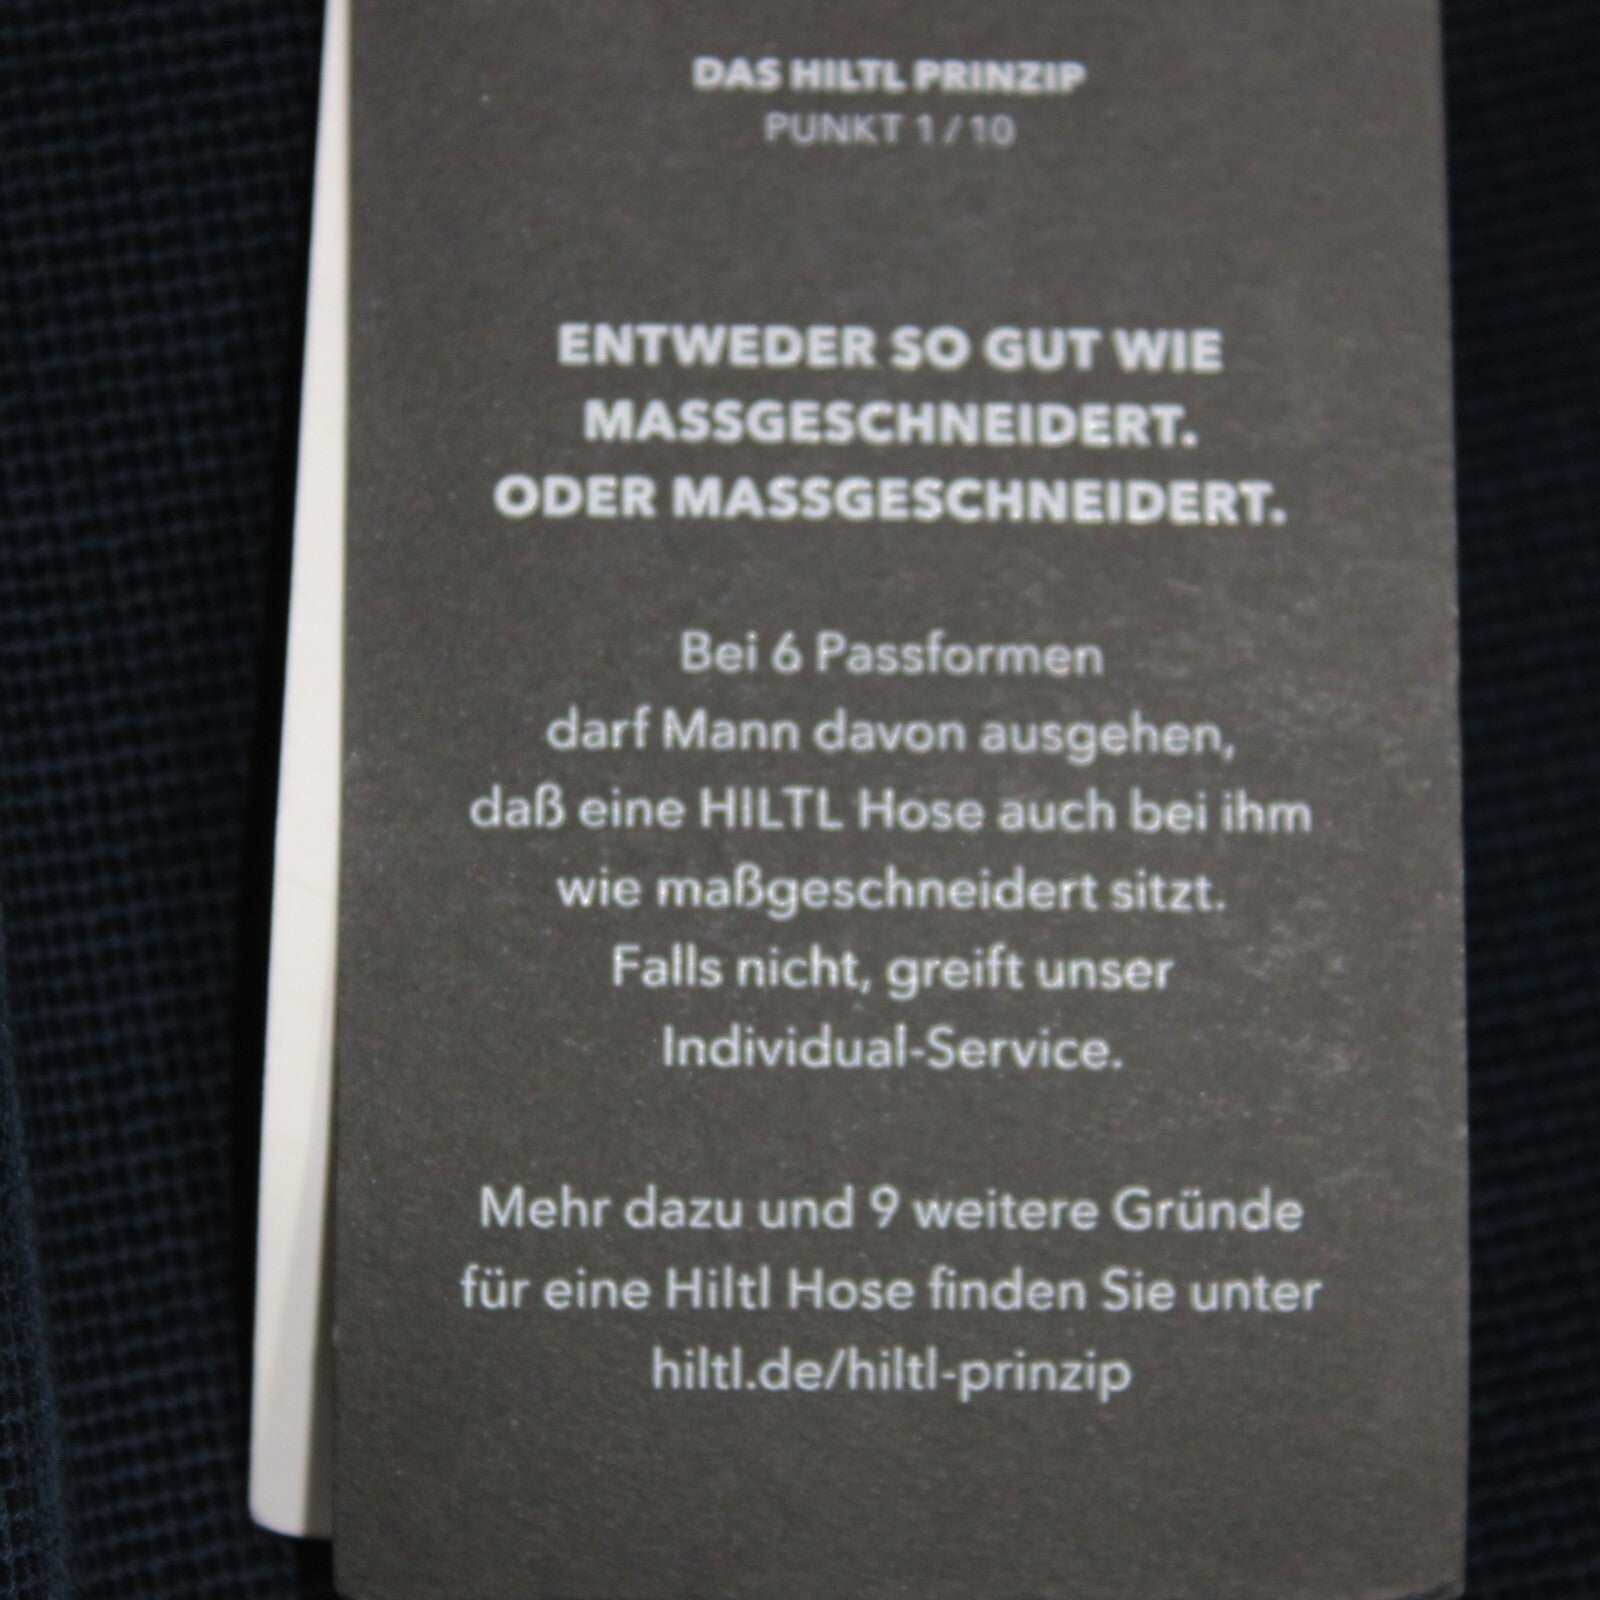 DAS HILTL PRINZIP
PUNKT 1/10
ENTWEDER SO GUT WIE
MASSGESCHNEIDERT.
ODER MASSGESCHNEIDERT.
Bei 6 Passformen
darf Mann davon ausgehen,
daß eine HILTL Hose auch bei ihm
wie maßgeschneidert sitzt.
Falls nicht, greift unser
Individual-Service.
Mehr dazu und 9 weitere Gründe
für eine Hiltl Hose finden Sie unter
hiltl.de/hiltl-prinzip